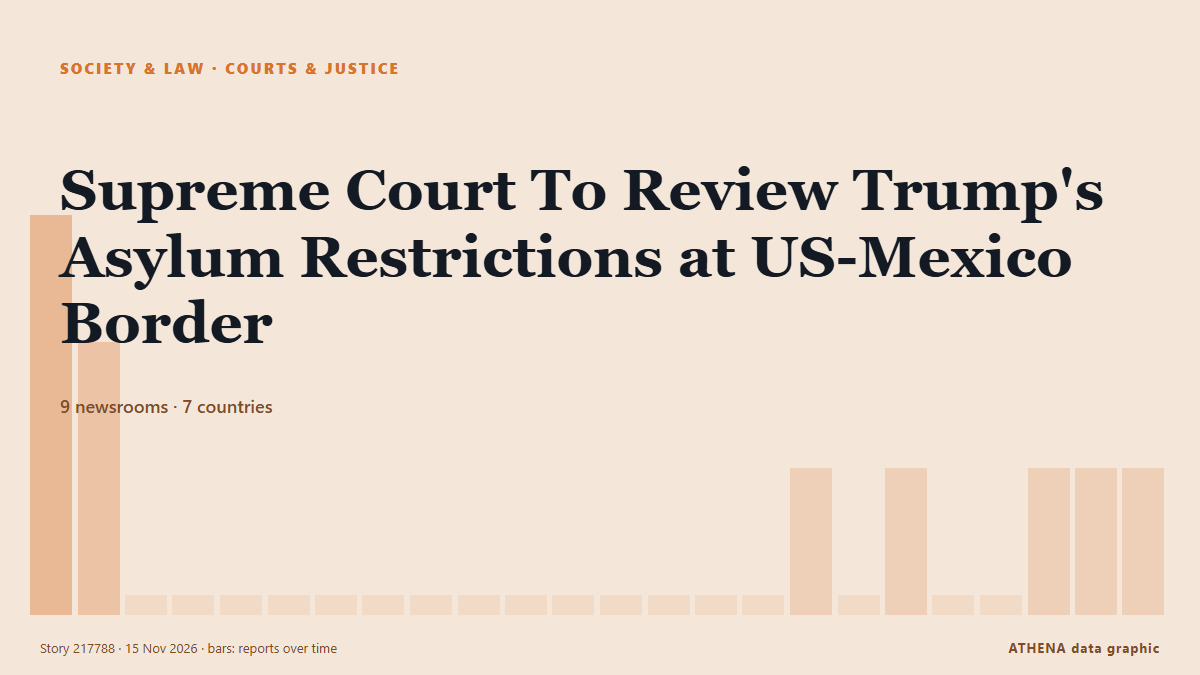 SOCIETY & LAW · COURTS & JUSTICE
Supreme Court To Review Trump's
Asylum Restrictions at US-Mexico
Border
9 newsrooms · 7 countries
Story 217788 · 15 Nov 2026 · bars: reports over time
ATHENA data graphic